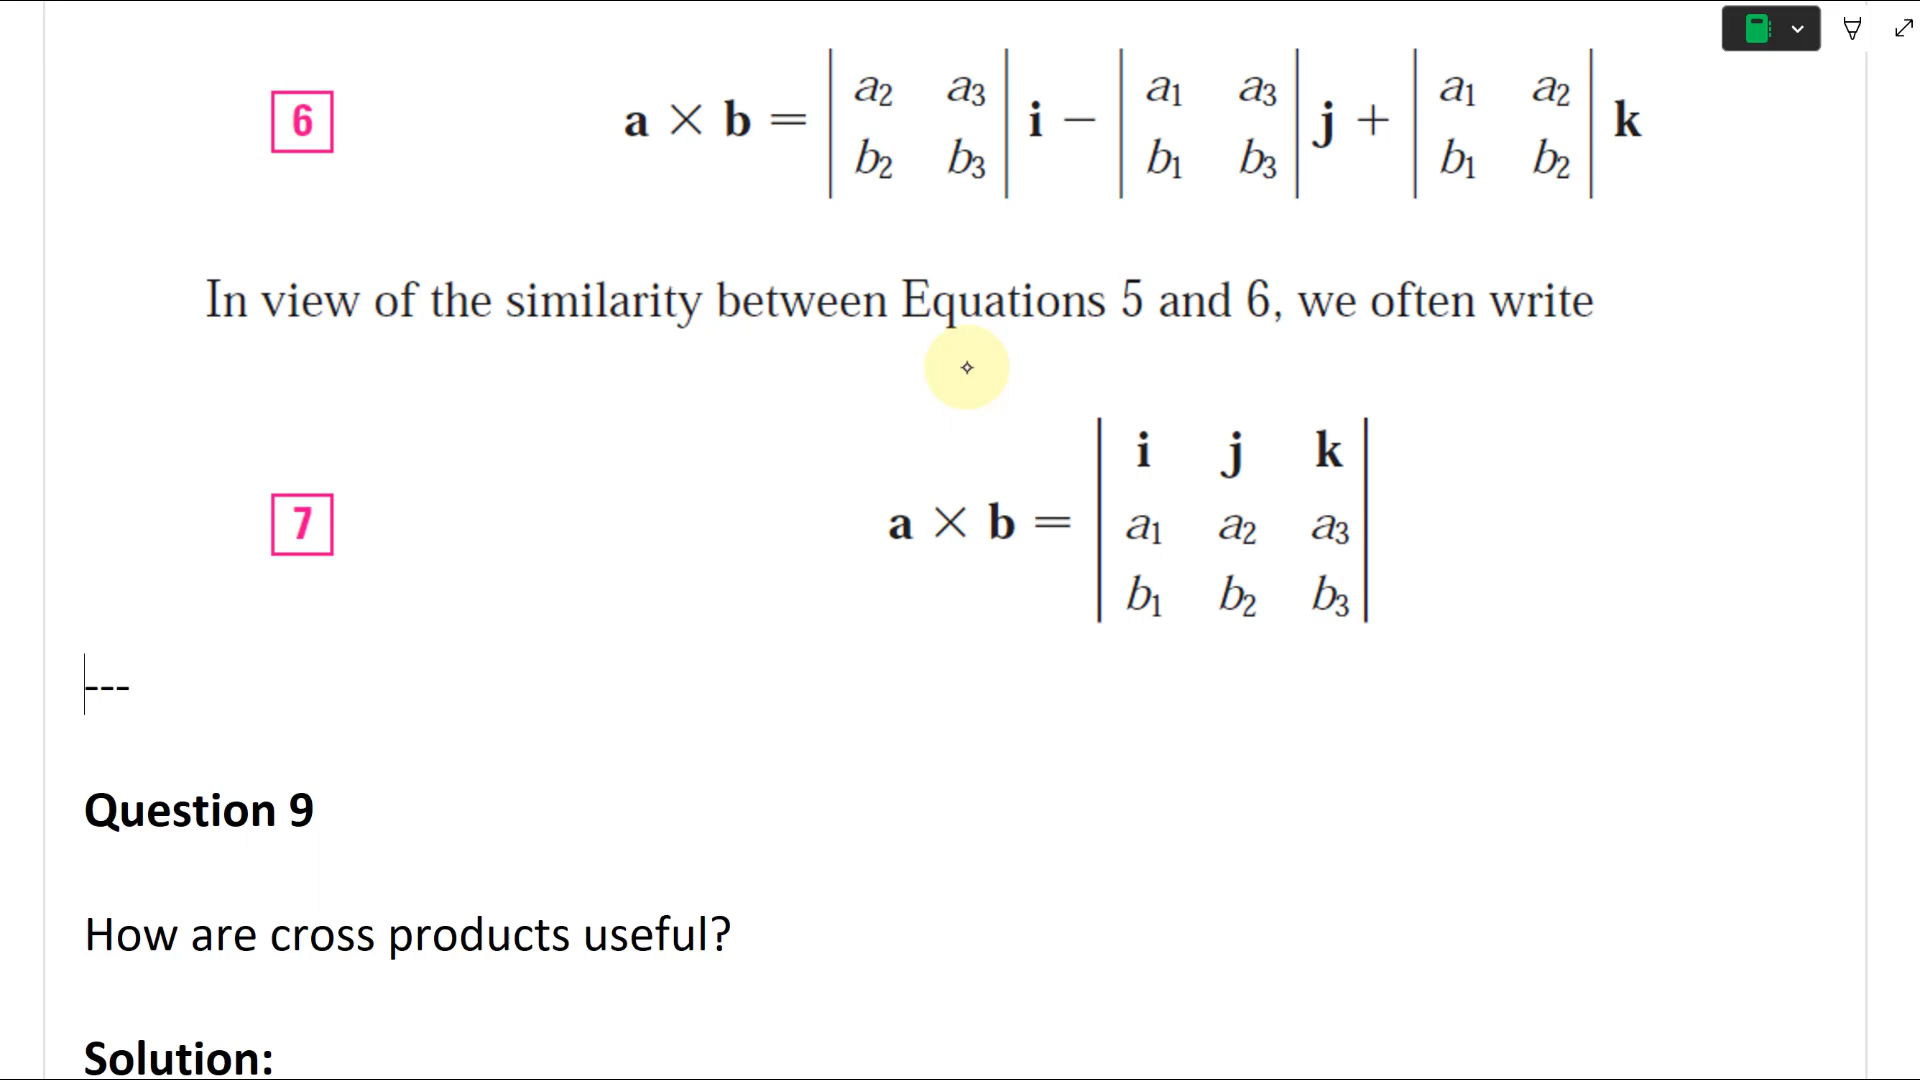 6 a × b = | a₂ a₃ | i − | a₁ a₃ | j + | a₁ a₂ | k
| b₂ b₃ | | b₁ b₃ | | b₁ b₂ |
In view of the similarity between Equations 5 and 6, we often write
| i j k |
7 a × b = | a₁ a₂ a₃ |
| b₁ b₂ b₃ |
---
Question 9
How are cross products useful?
Solution: